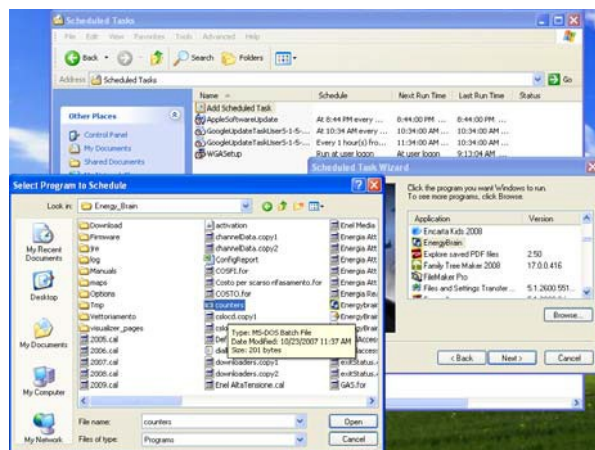 Scheduled Tasks
File Edit View Favorites Tools Advanced Help
Back Search Folders
Address Scheduled Tasks Go
Name Schedule Next Run Time Last Run Time Status
Add Scheduled Task
AppleSoftwareUpdate At 8:44 PM every ... 8:44:00 PM ... 8:44:00 PM ...
GoogleUpdateTaskUserS-1-5-... At 10:34 AM every ... 10:34:00 AM ... 10:34:00 AM ...
GoogleUpdateTaskUserS-1-5-... Every 1 hour(s) fro... 11:34:00 AM ... 10:34:00 AM ...
WGASetup Run at user logon At user logon 9:13:04 AM ...
Other Places
Control Panel
My Documents
Shared Documents
Scheduled Task Wizard
Click the program you want Windows to run.
To see more programs, click Browse.
Application Version
Encarta Kids 2008
EnergyBrain
Explore saved PDF files 2.50
Family Tree Maker 2008 17.0.0.416
FileMaker Pro
Files and Settings Transfer ... 5.1.2600.551...
Browse...
< Back Next > Cancel
Select Program to Schedule
Look in: Energy_Brain
My Recent Documents
Desktop
My Documents
My Computer
My Network
Download
Firmware
jre
log
Manuals
maps
Options
Tmp
Vettoriamento
visualizer_pages
2005.cal
2006.cal
2007.cal
2008.cal
2009.cal
activation
channelData.copy1
channelData.copy2
ConfigReport
COSFI.for
Costo per scarso rifasamento.for
COSTO.for
counters
cslocd.copy1
downloaders.copy1
downloaders.copy2
Enel AltaTensione.cal
Enel Media
Energia Att
Energia Att
Energia Att
Energia Att
Energia Att
Energia Rea
EnergyBrain
exitStatus.
GAS.for
Type: MS-DOS Batch File
Date Modified: 10/23/2007 11:37 AM
Size: 201 bytes
File name: counters Open
Files of type: Programs Cancel